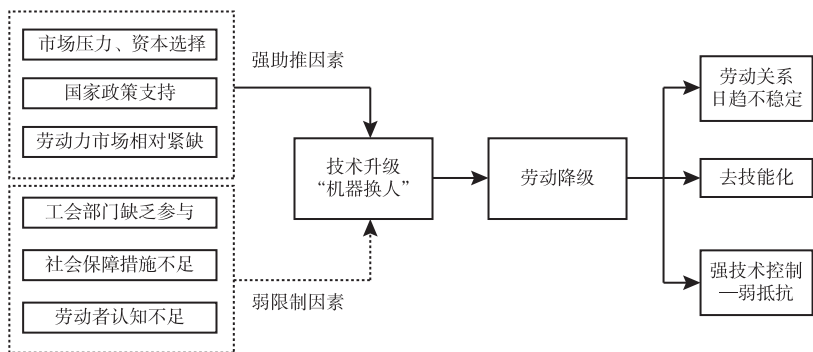 市场压力、资本选择
国家政策支持
劳动力市场相对紧缺
强助推因素
工会部门缺乏参与
社会保障措施不足
劳动者认知不足
弱限制因素
技术升级
“机器换人”
劳动降级
劳动关系
日趋不稳定
去技能化
强技术控制
—弱抵抗